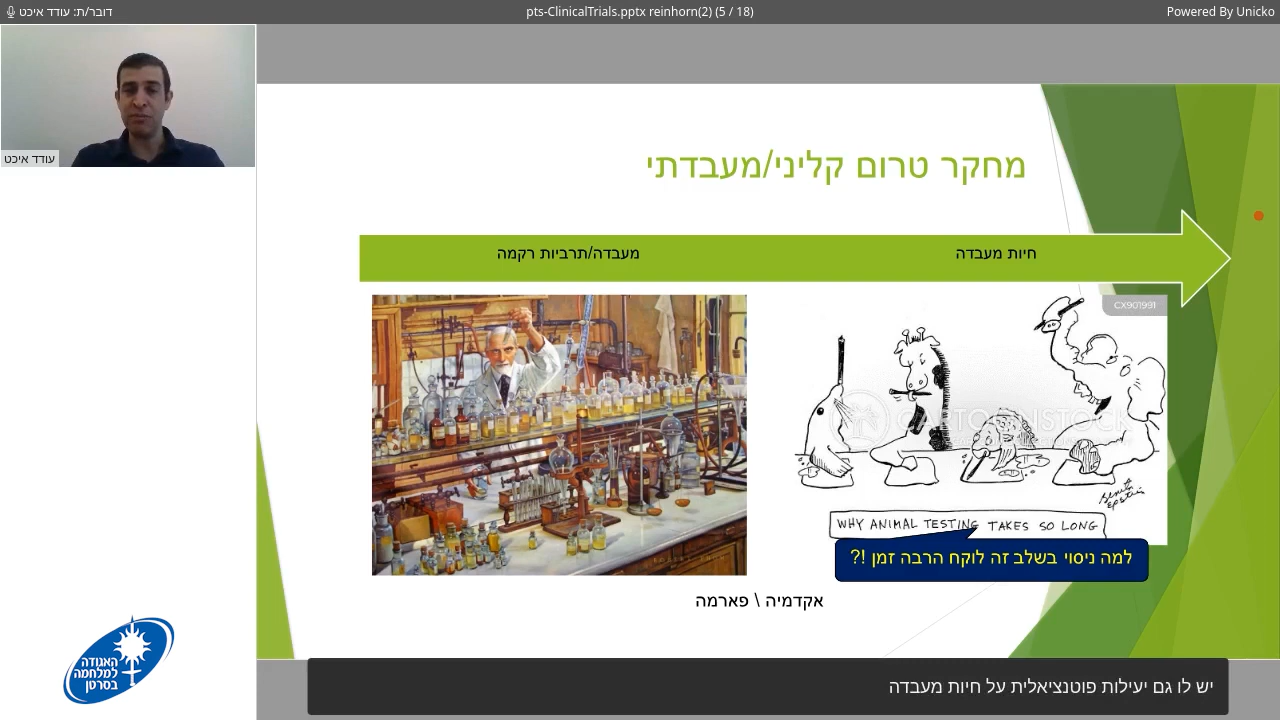 דובר/ת: עודד איכט
pts-ClinicalTrials.pptx reinhorn(2) (5 / 18)
Powered By Unicko
עודד איכט
מחקר טרום קליני/מעבדתי
מעבדה/תרביות רקמה
חיות מעבדה
CX901991
CARTOONSTOCK
WHY ANIMAL TESTING TAKES SO LONG
למה ניסוי בשלב זה לוקח הרבה זמן !?
אקדמיה \ פארמה
האגודה
למלחמה
בסרטן
יש לו גם יעילות פוטנציאלית על חיות מעבדה